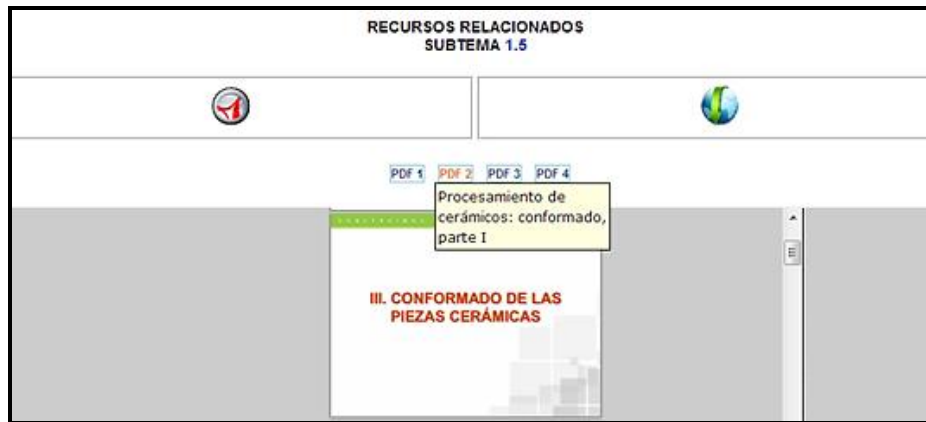 RECURSOS RELACIONADOS
SUBTEMA 1.5
PDF 1 PDF 2 PDF 3 PDF 4
Procesamiento de
cerámicos: conformado,
parte I
III. CONFORMADO DE LAS
PIEZAS CERÁMICAS